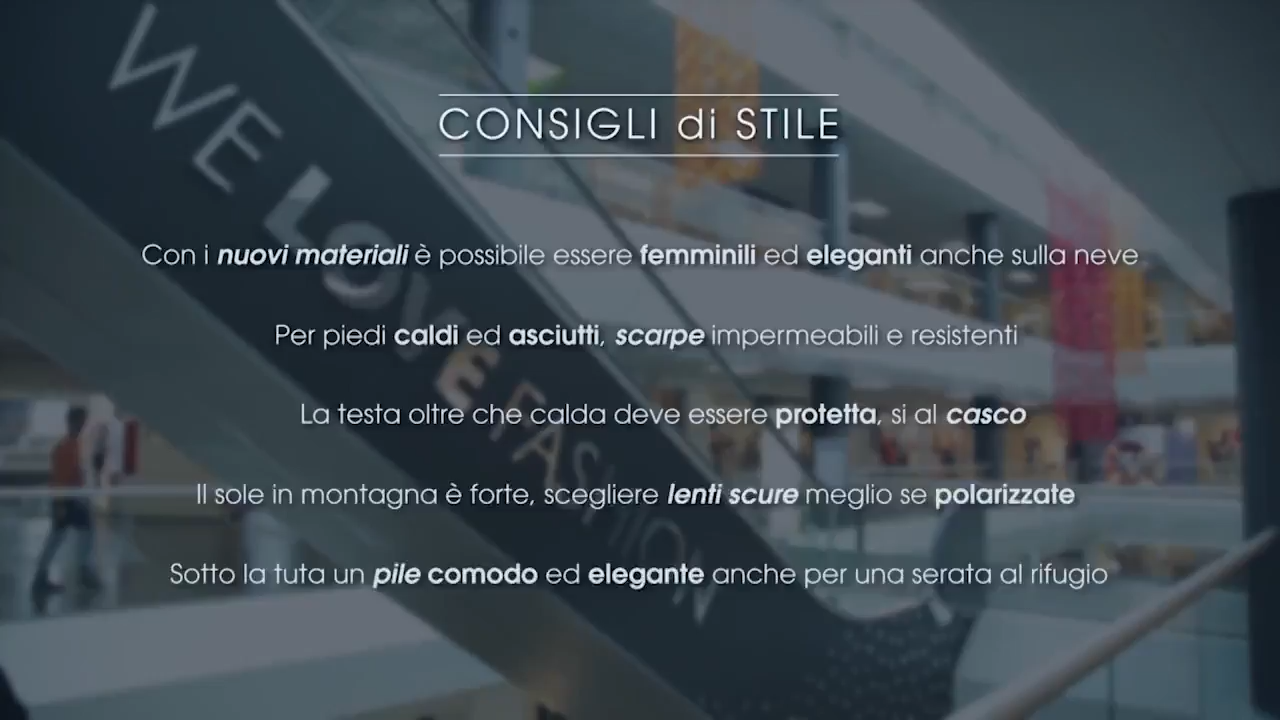 WE LOVE FASHION
CONSIGLI di STILE
Con i nuovi materiali è possibile essere femminili ed eleganti anche sulla neve
Per piedi caldi ed asciutti, scarpe impermeabili e resistenti
La testa oltre che calda deve essere protetta, si al casco
Il sole in montagna è forte, scegliere lenti scure meglio se polarizzate
Sotto la tuta un pile comodo ed elegante anche per una serata al rifugio